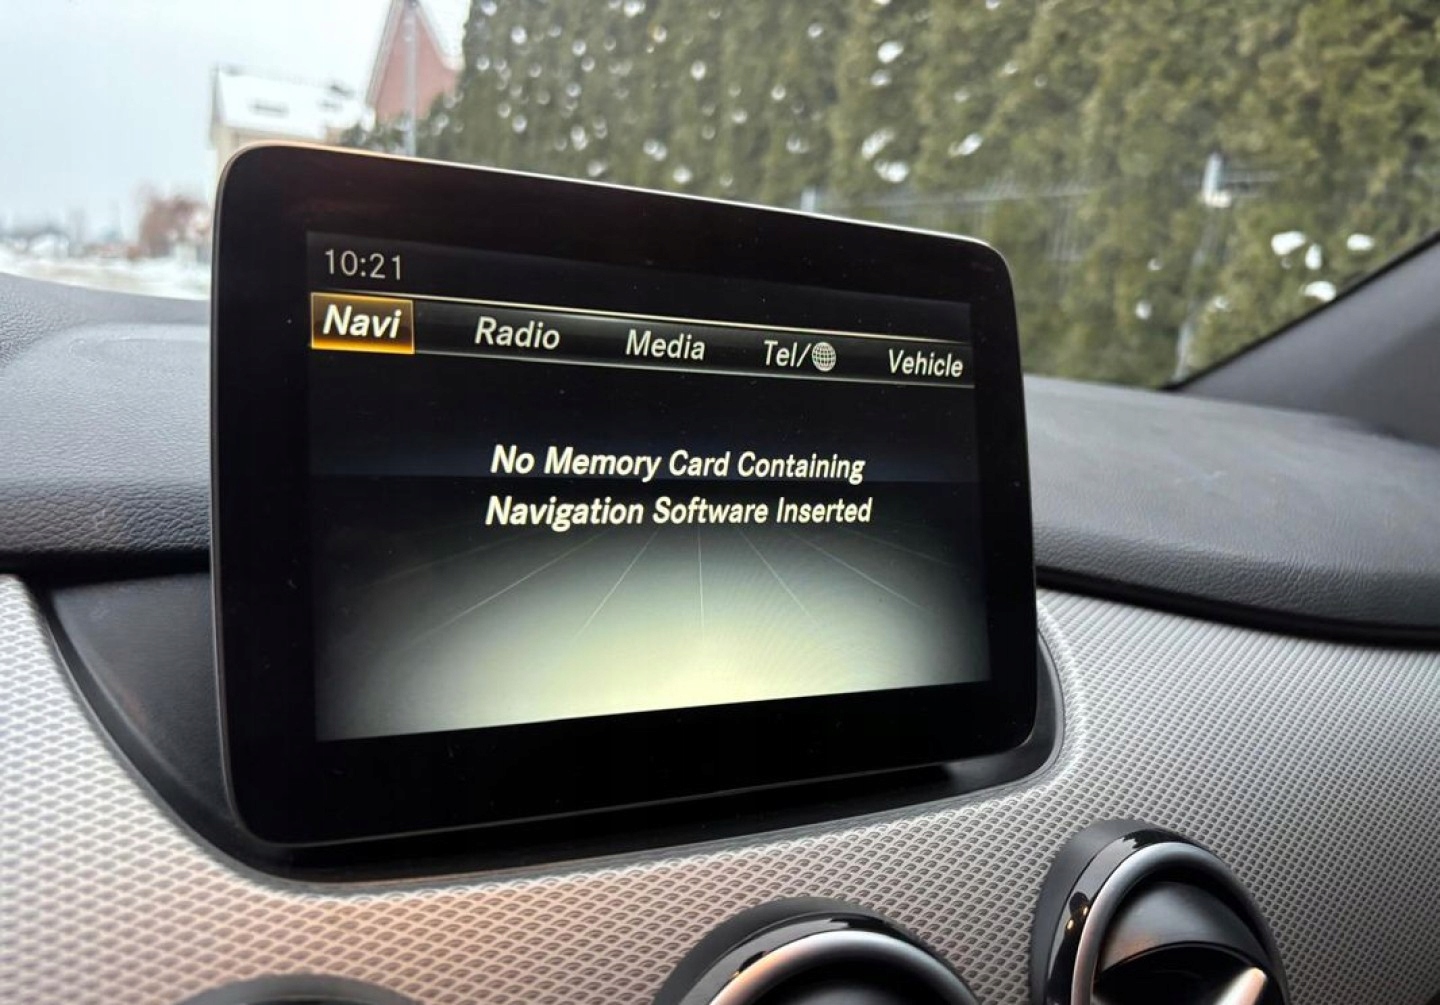 10:21
Navi Radio Media Tel/ Vehicle
No Memory Card Containing
Navigation Software Inserted